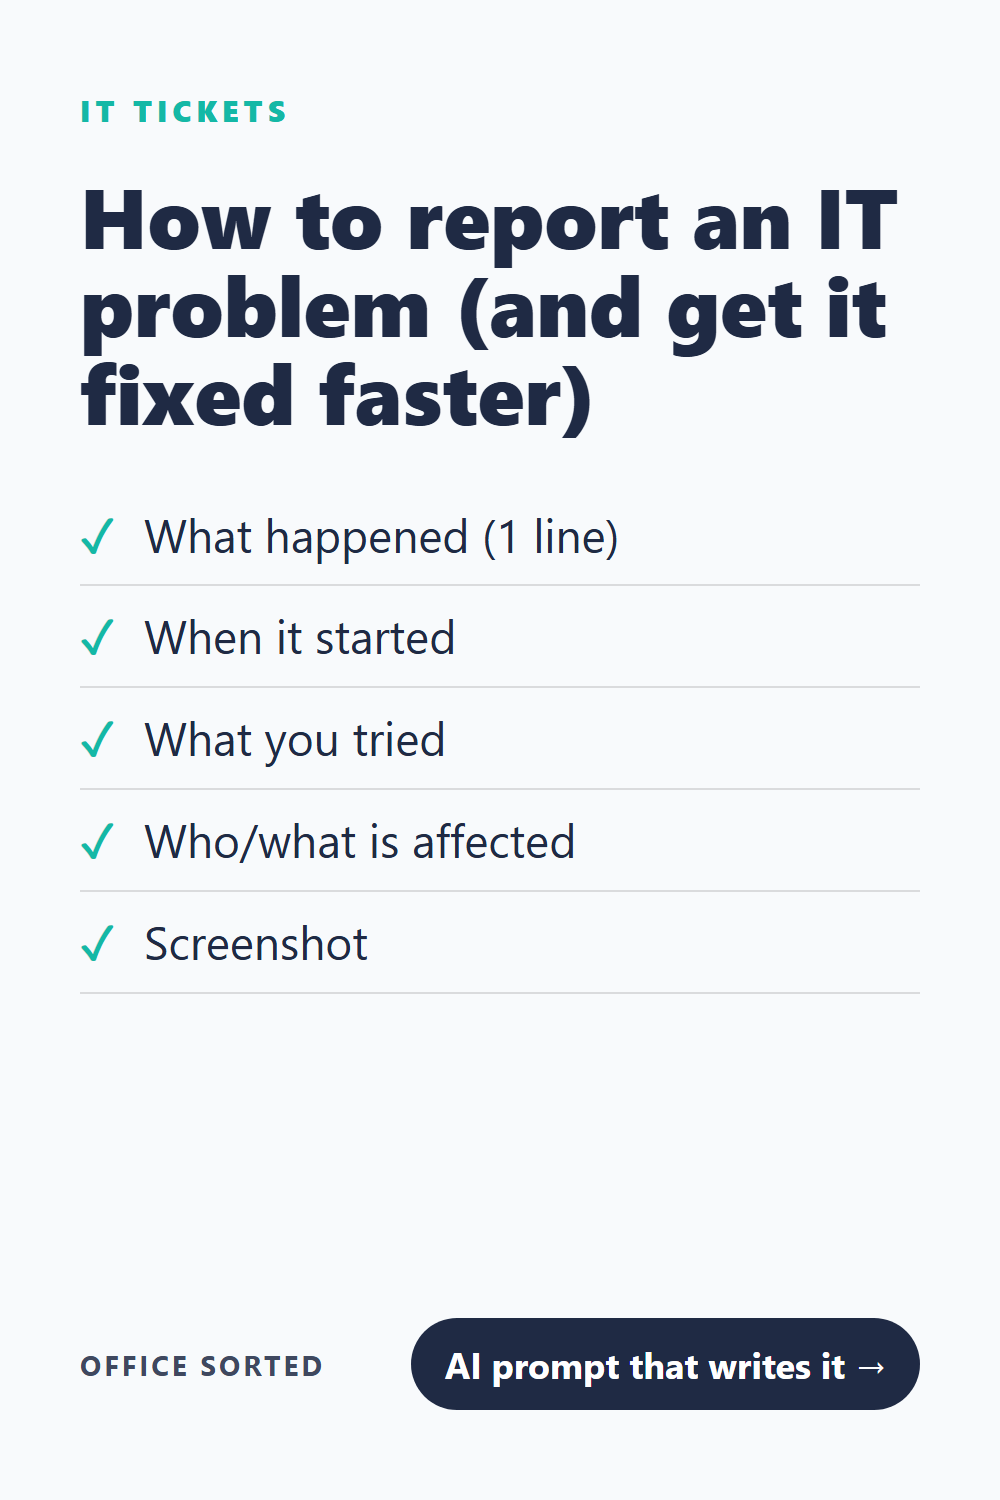 IT TICKETS
How to report an IT
problem (and get it
fixed faster)
✓ What happened (1 line)
✓ When it started
✓ What you tried
✓ Who/what is affected
✓ Screenshot
OFFICE SORTED
AI prompt that writes it →